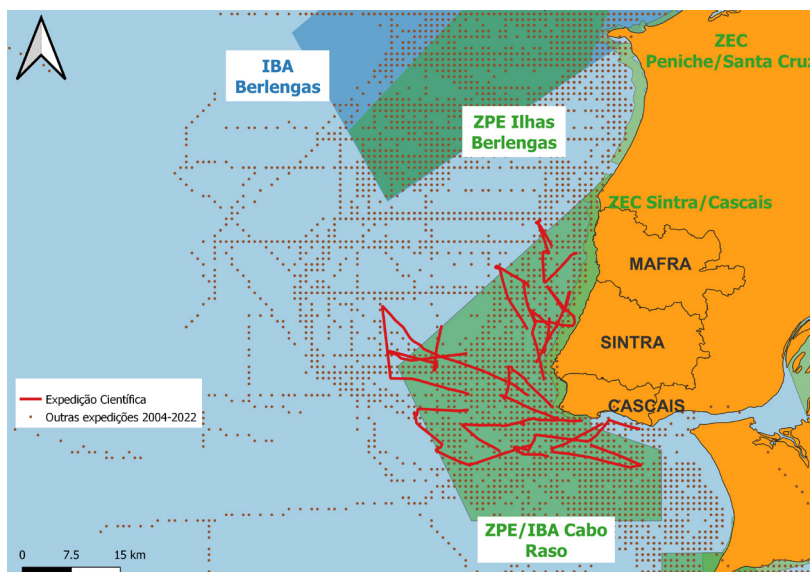 IBA
Berlengas
ZEC
Peniche/Santa Cruz
ZPE Ilhas
Berlengas
ZEC Sintra/Cascais
MAFRA
SINTRA
CASCAIS
Expedição Científica
Outras expedições 2004-2022
ZPE/IBA Cabo
Raso
0 7.5 15 km